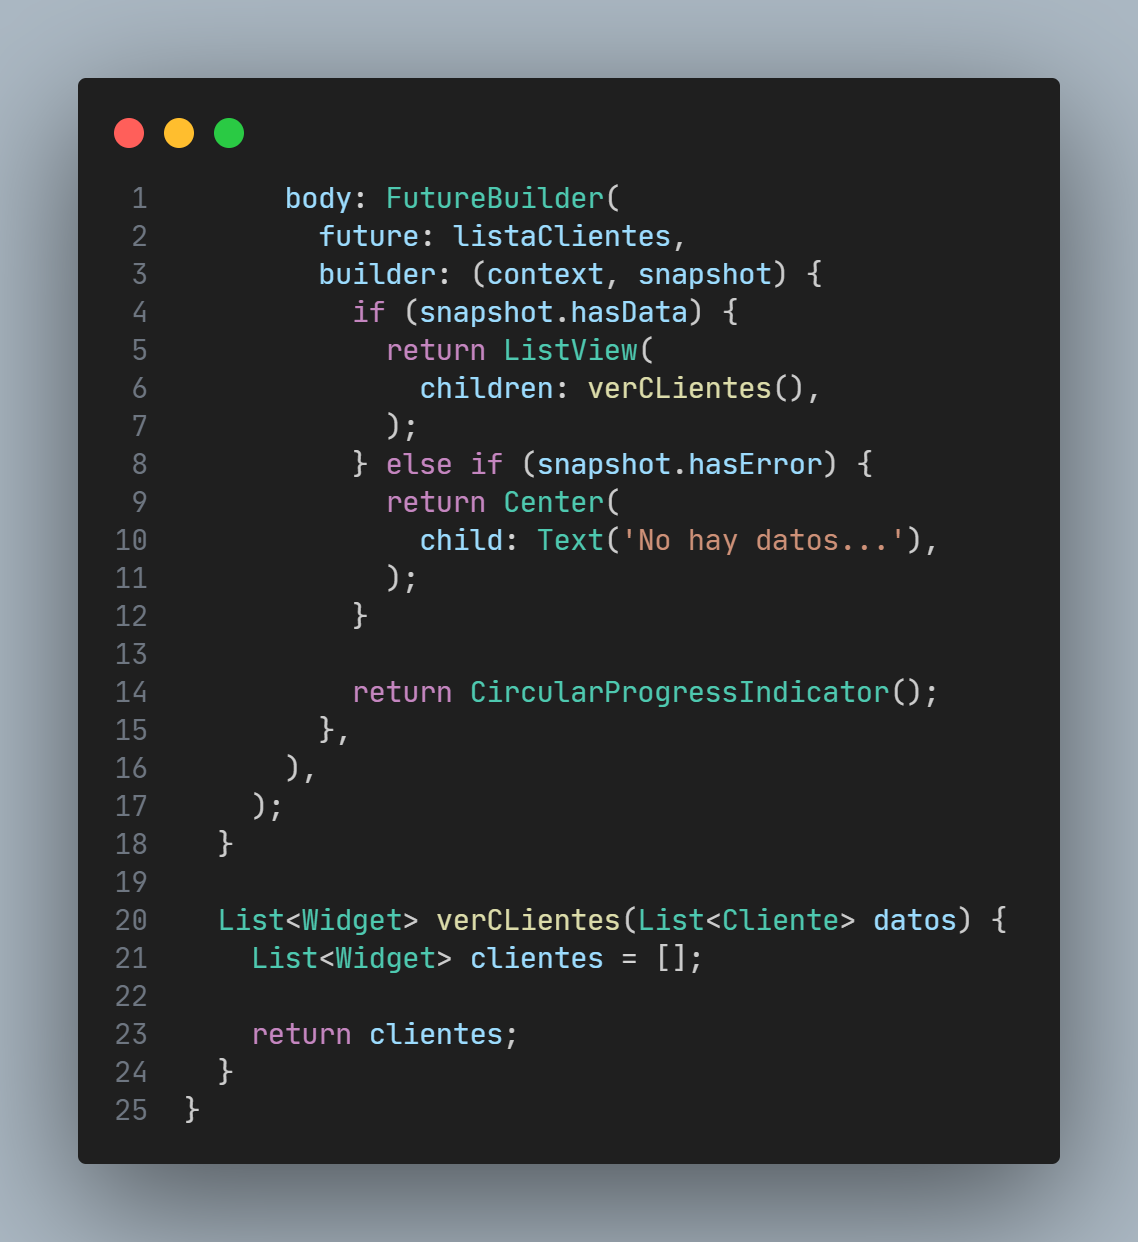 1 body: FutureBuilder(
2 future: listaClientes,
3 builder: (context, snapshot) {
4 if (snapshot.hasData) {
5 return ListView(
6 children: verCLientes(),
7 );
8 } else if (snapshot.hasError) {
9 return Center(
10 child: Text('No hay datos...'),
11 );
12 }
13
14 return CircularProgressIndicator();
15 },
16 ),
17 );
18 }
19
20 List<Widget> verCLientes(List<Cliente> datos) {
21 List<Widget> clientes = [];
22
23 return clientes;
24 }
25 }